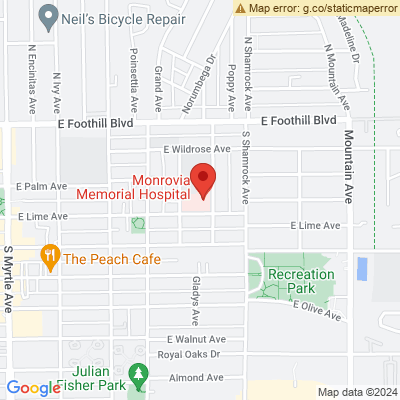 Map error: g.co/staticmaperror
Neil's Bicycle Repair
N Encinitas Ave
N Ivy Ave
Poinsettia Ave
Grand Ave
Norumbega Dr
Poppy Ave
N Shamrock Ave
N Mountain Ave
Madeline Dr
E Foothill Blvd
E Foothill Blvd
E Wildrose Ave
S Shamrock Ave
Mountain Ave
Monrovia
Memorial Hospital
E Palm Ave
E Lime Ave
E Lime Ave
S Myrtle Ave
The Peach Cafe
Gladys Ave
Recreation
Park
E Olive Ave
E Walnut Ave
Royal Oaks Dr
Julian
Fisher Park
Almond Ave
Google
Map data ©2024